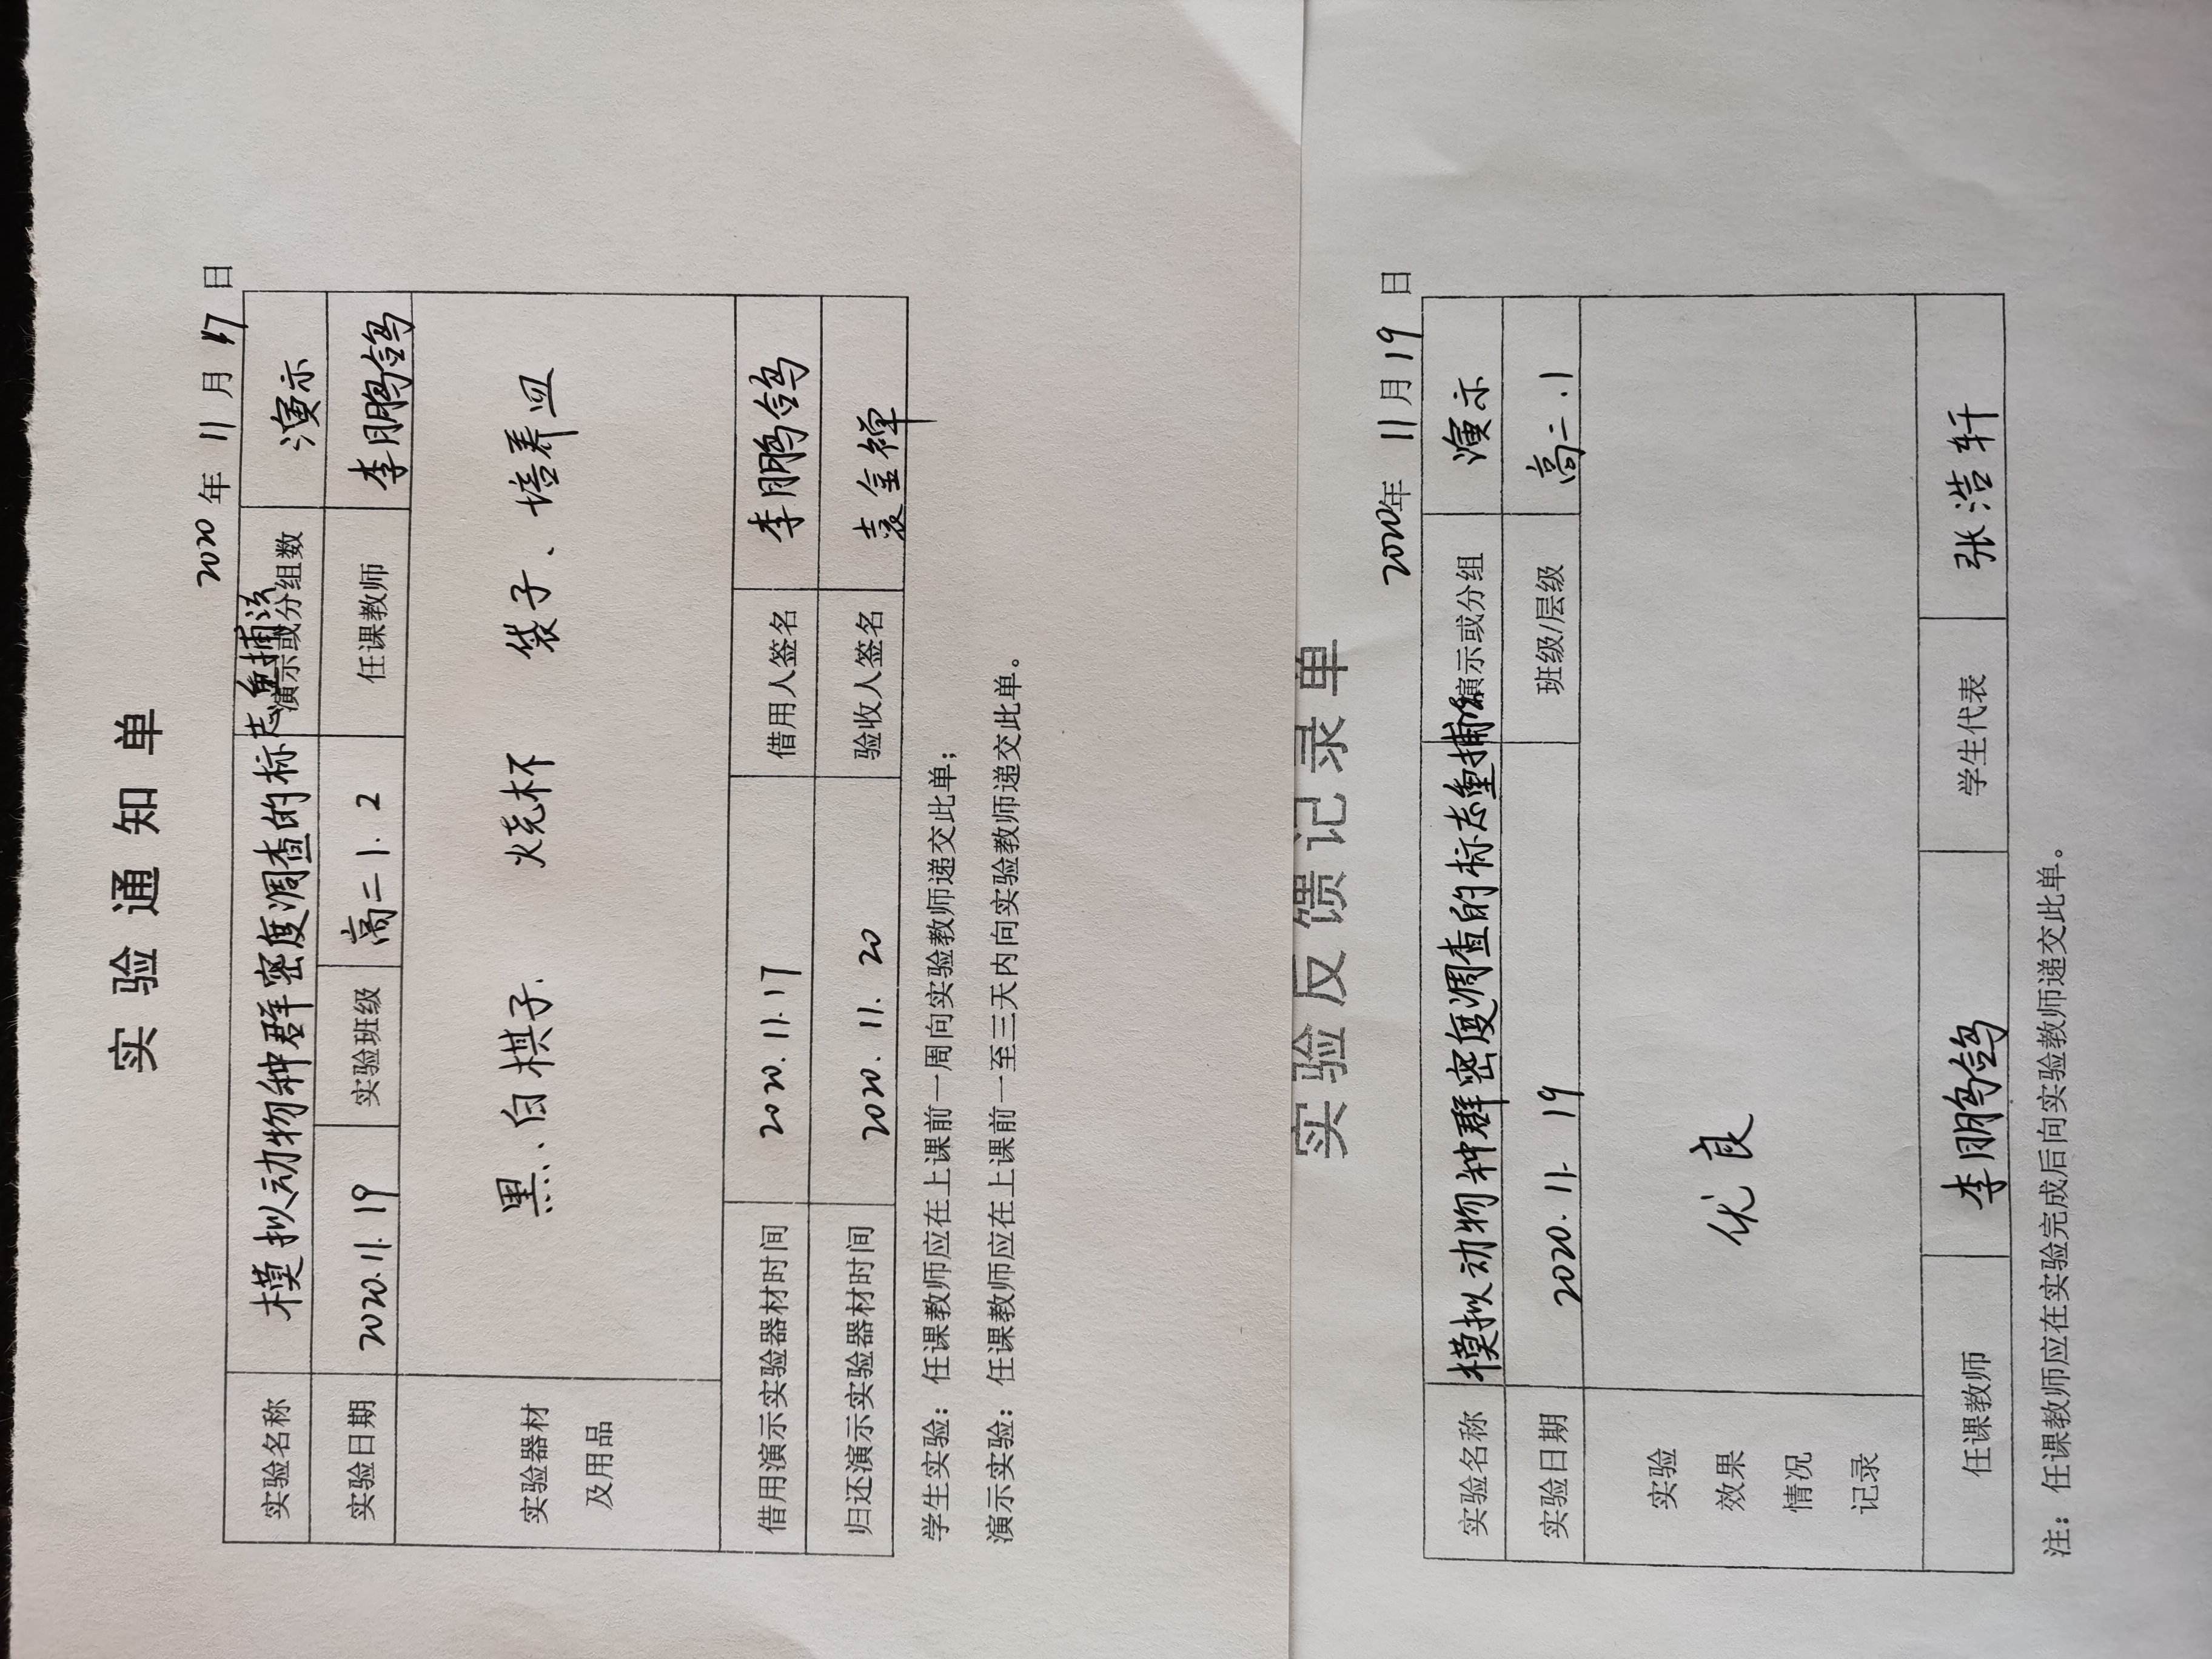 实验通知单
2020年 11月 17日
实验名称 模拟动物种群密度调查的标志重捕法 演示或分组数 演示
实验日期 2020.11.19 实验班级 高二1.2 任课教师 李鹏鸽
实验器材
及用品
黑、白棋子. 烧杯 袋子、培养皿
借用演示实验器材时间 2020.11.17 借用人签名 李鹏鸽
归还演示实验器材时间 2020.11.20 验收人签名 袁金禅
学生实验：任课教师应在上课前一周向实验教师递交此单；
演示实验：任课教师应在上课前一至三天内向实验教师递交此单。
实验反馈记录单
2020年 11月 19日
实验名称 模拟动物种群密度调查的标志重捕法 演示或分组 演示
实验日期 2020.11.19 班级/层级 高二.1
实验
效果
情况
记录
优良
任课教师 李鹏鸽 学生代表 张浩轩
注：任课教师应在实验完成后向实验教师递交此单。